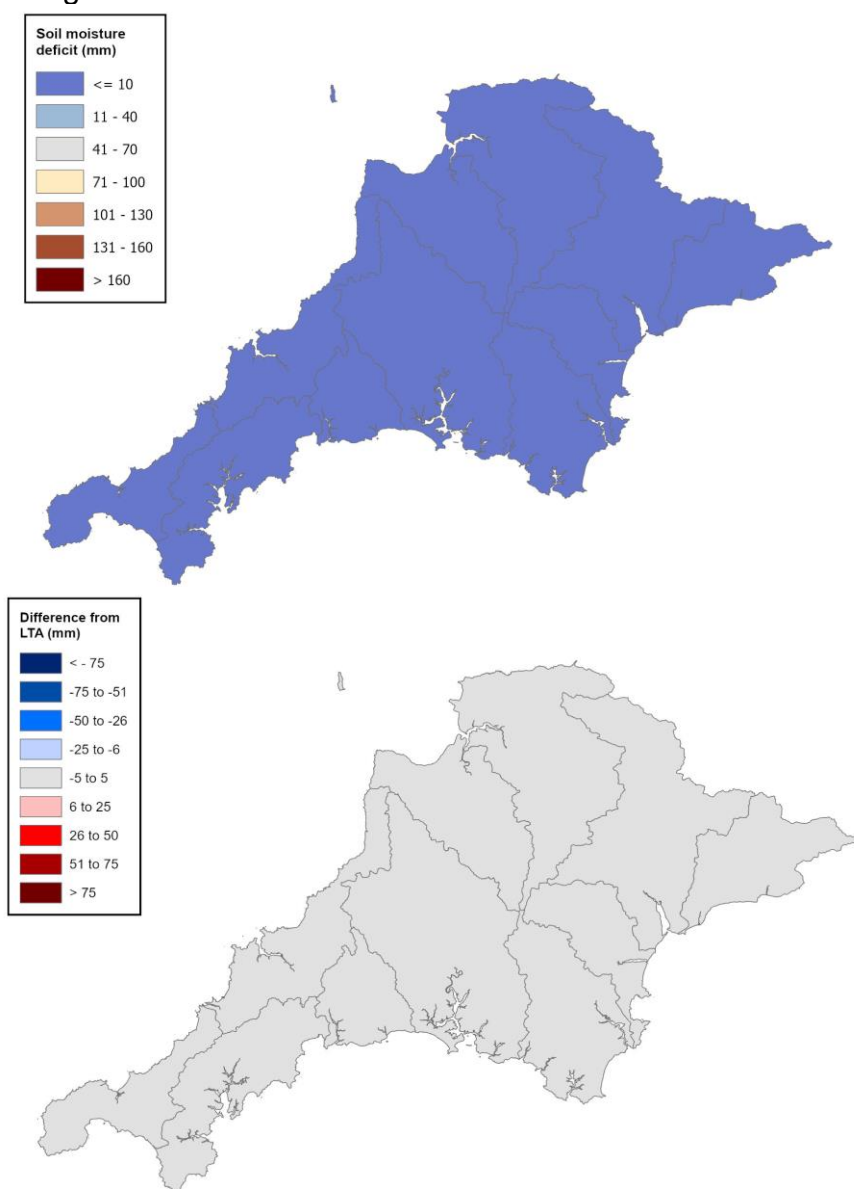 Soil moisture
deficit (mm)
<= 10
11 - 40
41 - 70
71 - 100
101 - 130
131 - 160
> 160
Difference from
LTA (mm)
< - 75
-75 to -51
-50 to -26
-25 to -6
-5 to 5
6 to 25
26 to 50
51 to 75
> 75